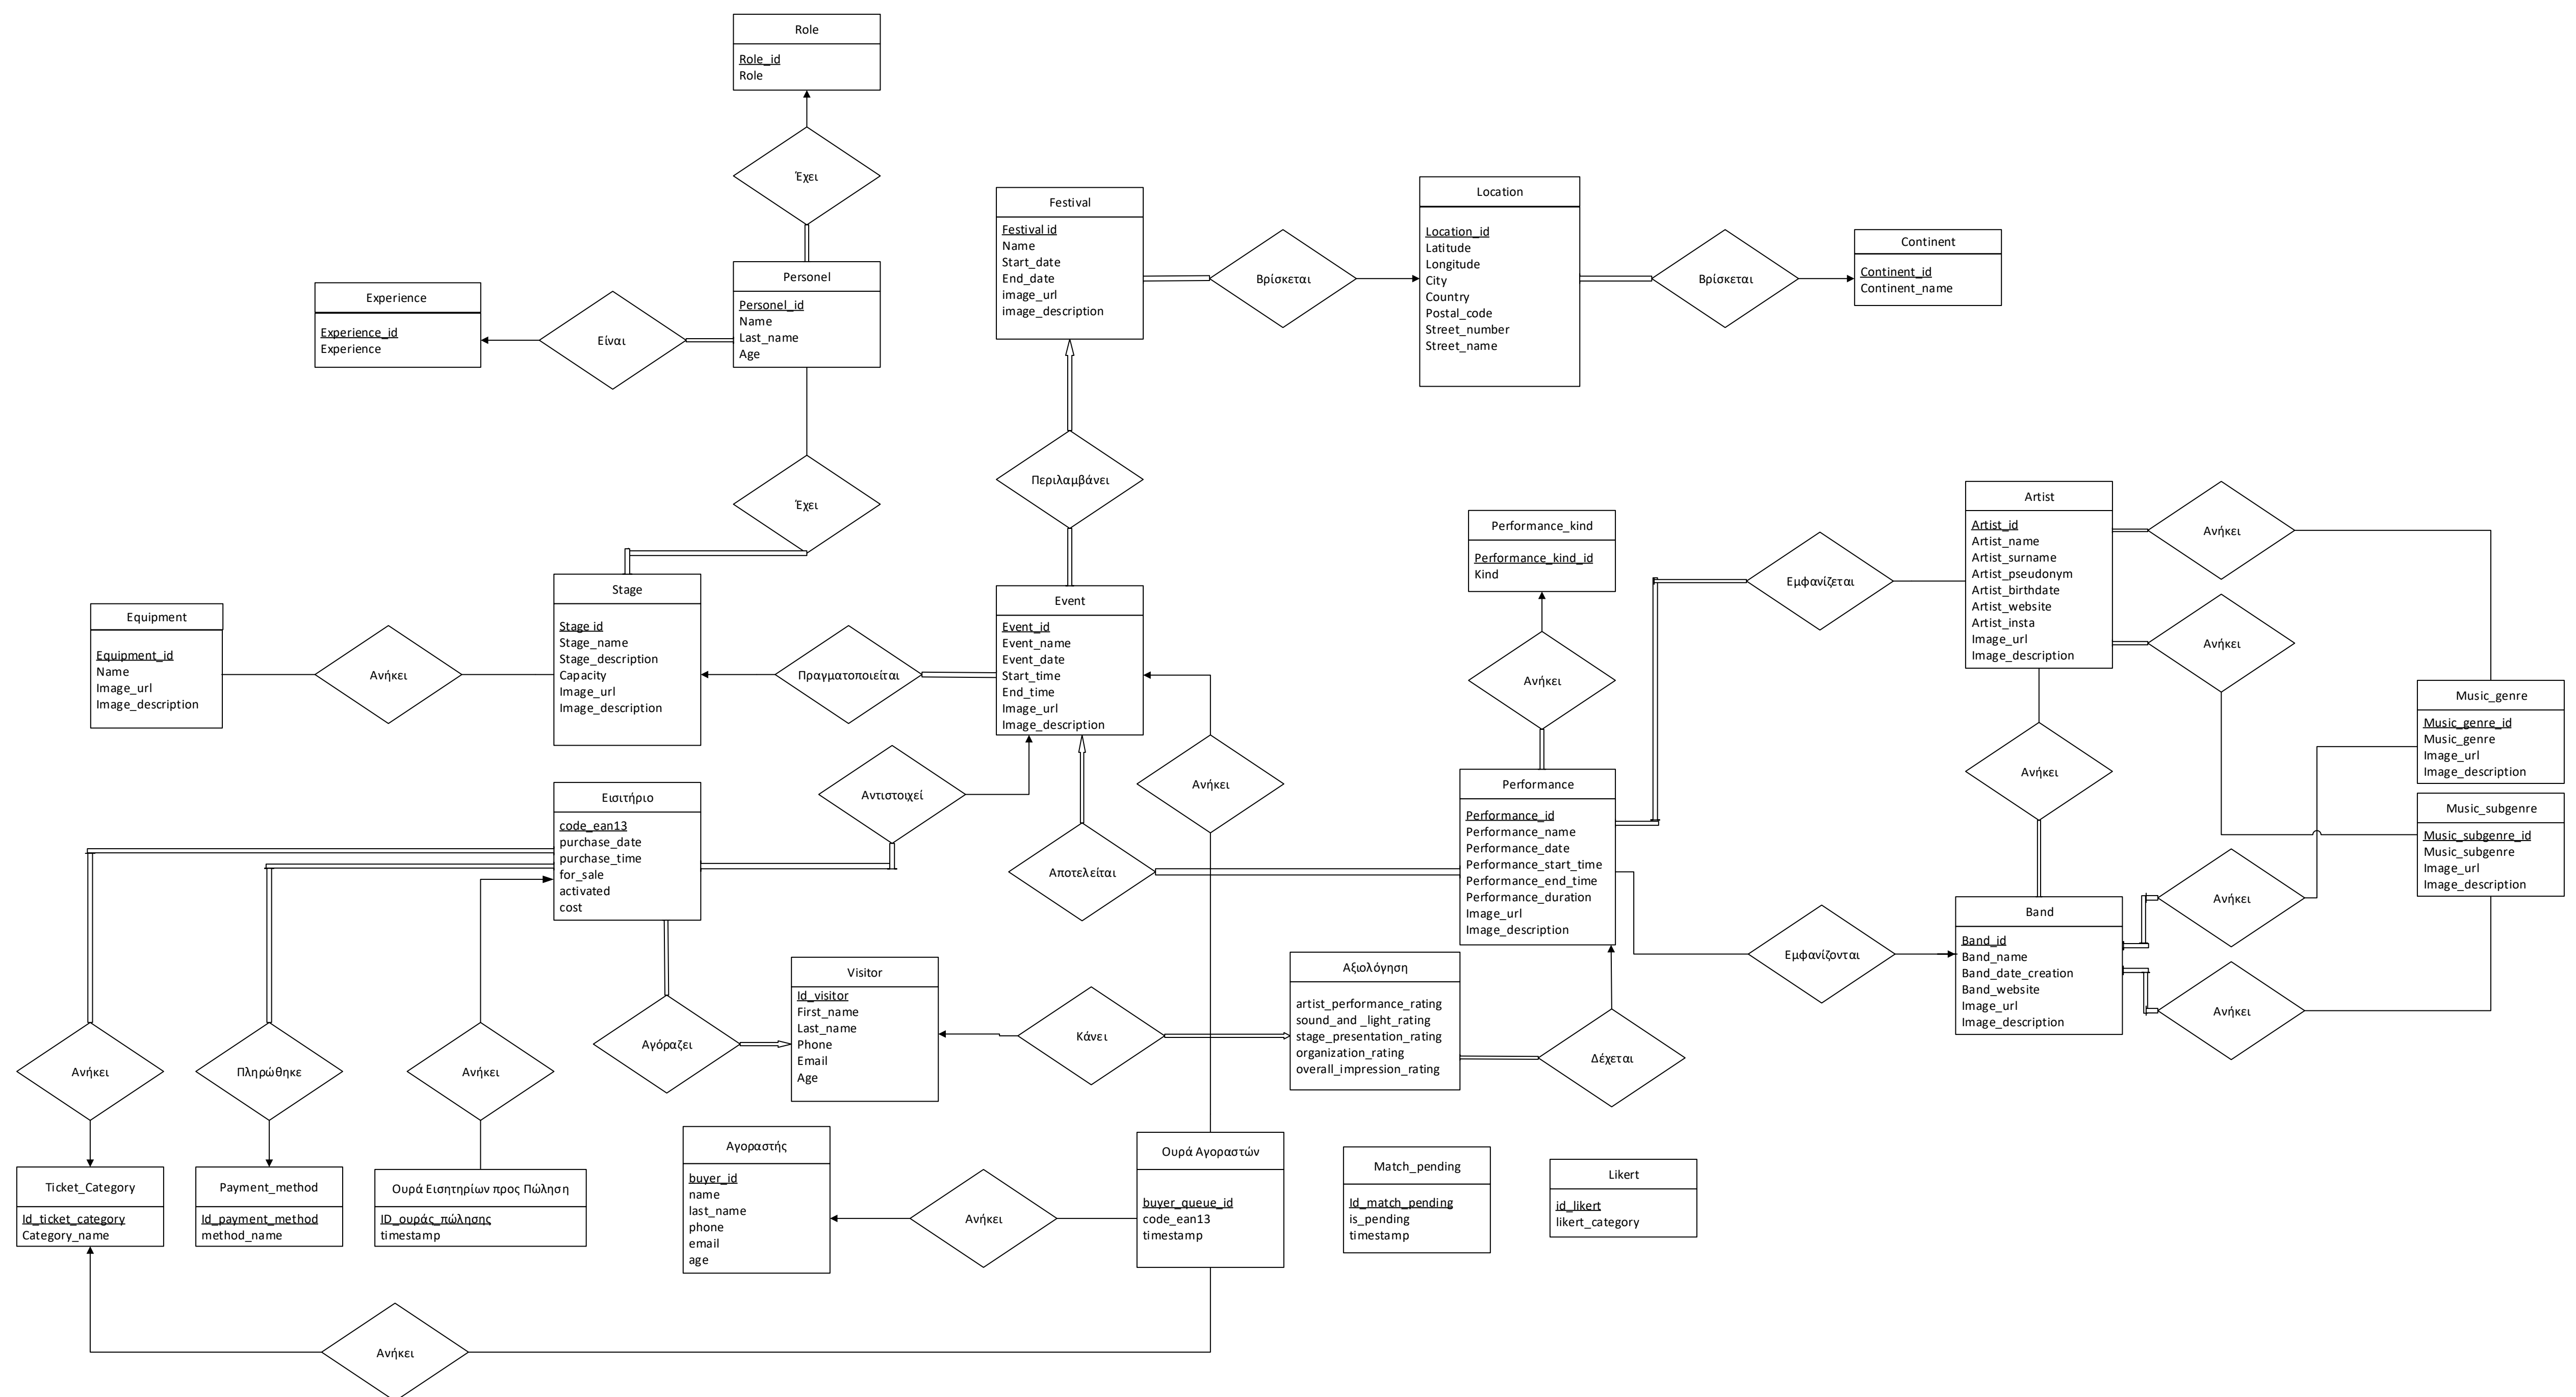 Role
Role_id
Role
Έχει
Personel
Personel_id
Name
Last_name
Age
Experience
Experience_id
Experience
Είναι
Έχει
Festival
Festival id
Name
Start_date
End_date
image_url
image_description
Βρίσκεται
Location
Location_id
Latitude
Longitude
City
Country
Postal_code
Street_number
Street_name
Βρίσκεται
Continent
Continent_id
Continent_name
Περιλαμβάνει
Equipment
Equipment_id
Name
Image_url
Image_description
Ανήκει
Stage
Stage id
Stage_name
Stage_description
Capacity
Image_url
Image_description
Πραγματοποιείται
Event
Event_id
Event_name
Event_date
Start_time
End_time
Image_url
Image_description
Performance_kind
Performance_kind_id
Kind
Ανήκει
Εμφανίζεται
Artist
Artist_id
Artist_name
Artist_surname
Artist_pseudonym
Artist_birthdate
Artist_website
Artist_insta
Image_url
Image_description
Ανήκει
Ανήκει
Music_genre
Music_genre_id
Music_genre
Image_url
Image_description
Ανήκει
Music_subgenre
Music_subgenre_id
Music_subgenre
Image_url
Image_description
Εισιτήριο
code_ean13
purchase_date
purchase_time
for_sale
activated
cost
Αντιστοιχεί
Ανήκει
Αποτελείται
Performance
Performance_id
Performance_name
Performance_date
Performance_start_time
Performance_end_time
Performance_duration
Image_url
Image_description
Εμφανίζονται
Band
Band_id
Band_name
Band_date_creation
Band_website
Image_url
Image_description
Ανήκει
Ανήκει
Visitor
Id_visitor
First_name
Last_name
Phone
Email
Age
Αγόραζει
Κάνει
Αξιολόγηση
artist_performance_rating
sound_and _light_rating
stage_presentation_rating
organization_rating
overall_impression_rating
Δέχεται
Ανήκει
Πληρώθηκε
Ανήκει
Ticket_Category
Id_ticket_category
Category_name
Payment_method
Id_payment_method
method_name
Ουρά Εισητηρίων προς Πώληση
ID_ουράς_πώλησης
timestamp
Αγοραστής
buyer_id
name
last_name
phone
email
age
Ανήκει
Ουρά Αγοραστών
buyer_queue_id
code_ean13
timestamp
Match_pending
Id_match_pending
is_pending
timestamp
Likert
id_likert
likert_category
Ανήκει